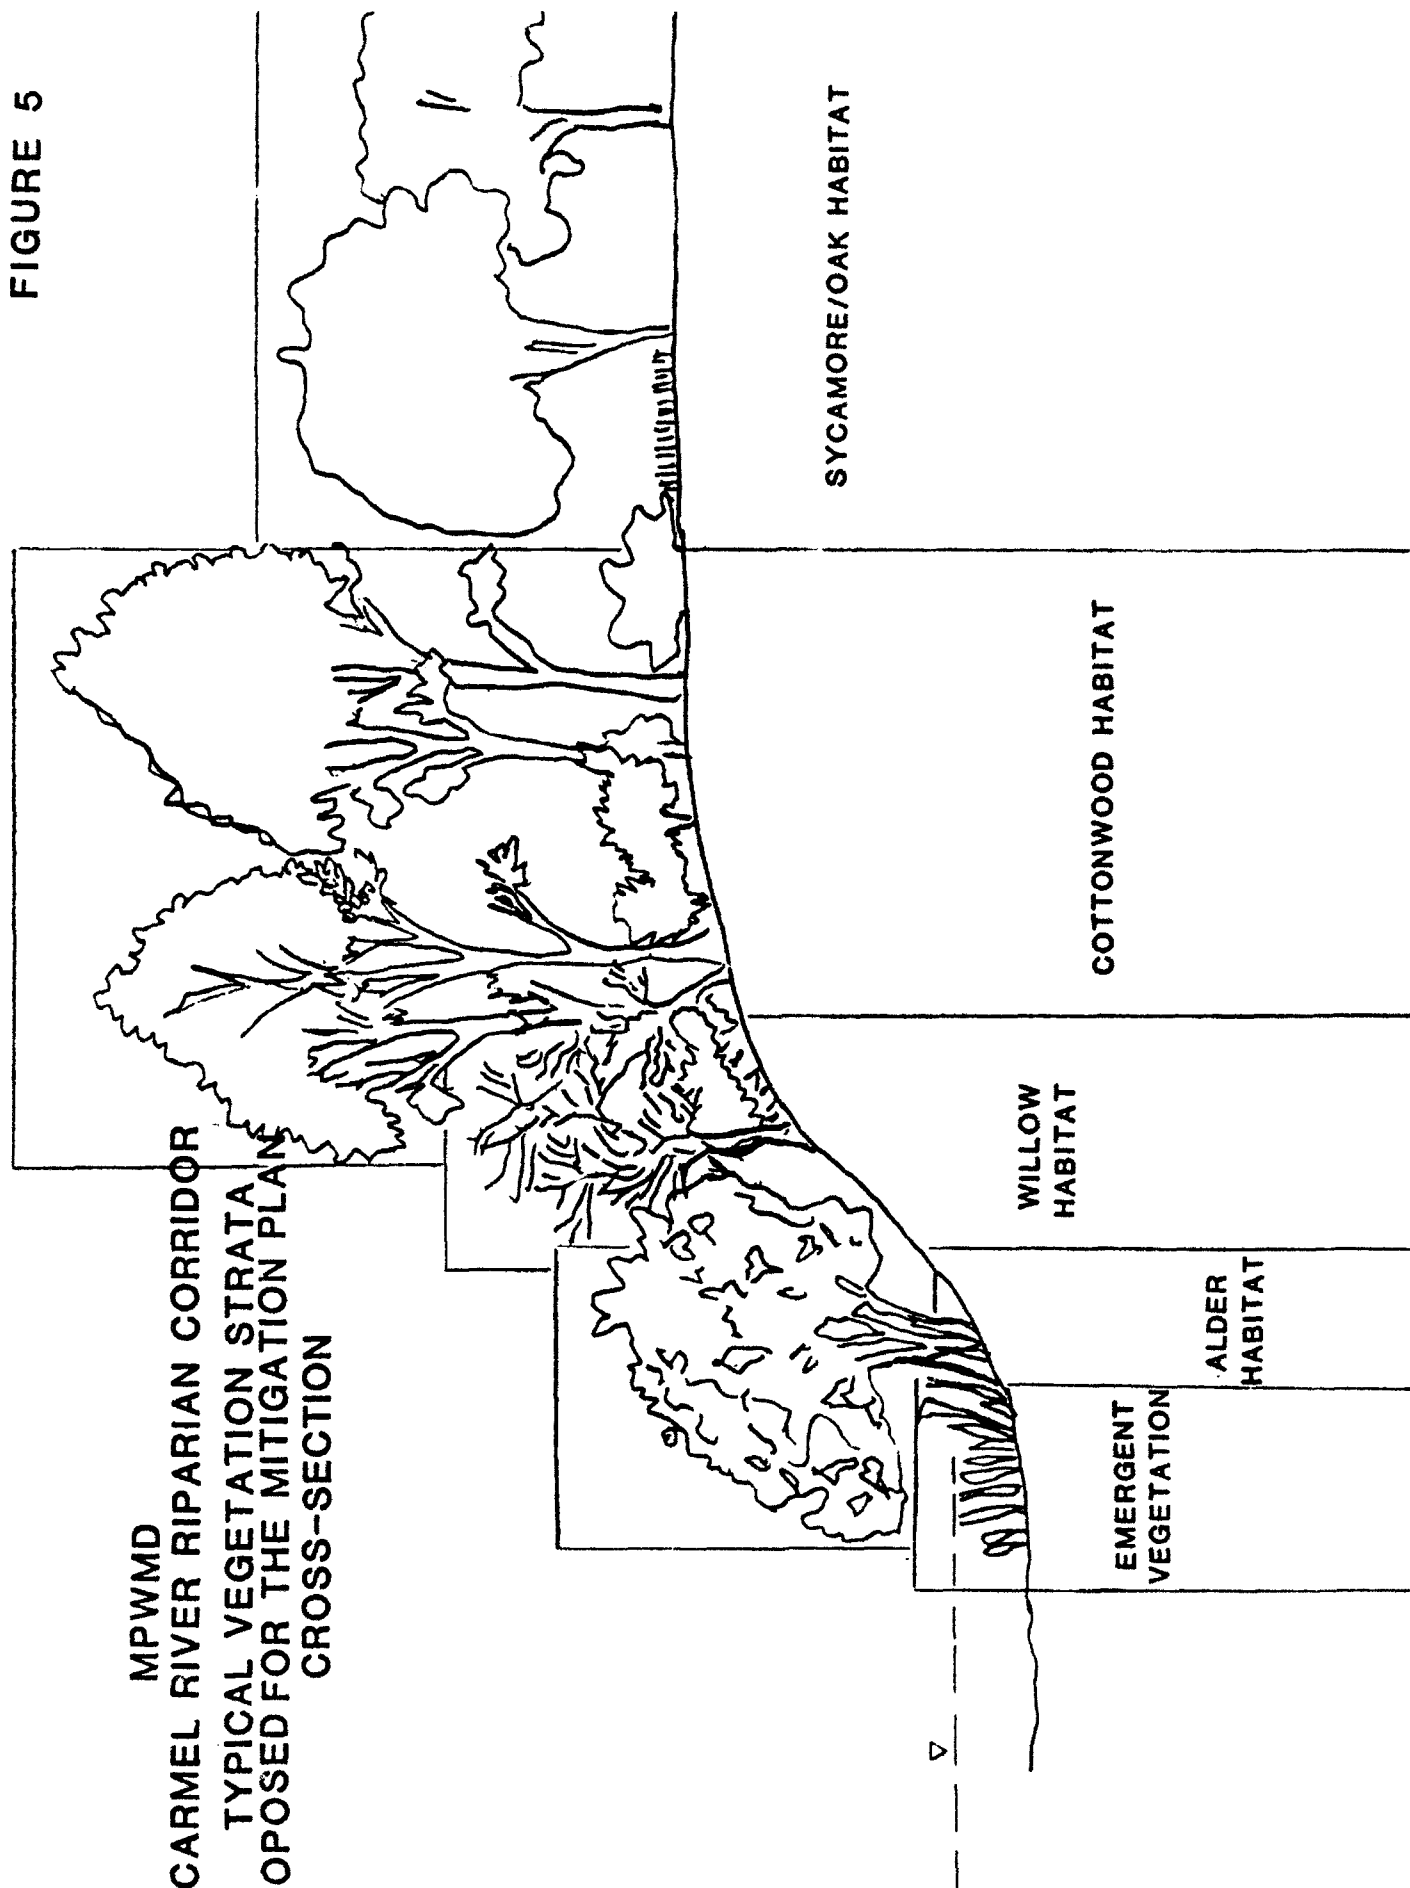 FIGURE 5
MPWMD
CARMEL RIVER RIPARIAN CORRIDOR
TYPICAL VEGETATION STRATA
OPOSED FOR THE MITIGATION PLAN
CROSS-SECTION
EMERGENT
VEGETATION
ALDER
HABITAT
WILLOW
HABITAT
COTTONWOOD HABITAT
SYCAMORE/OAK HABITAT